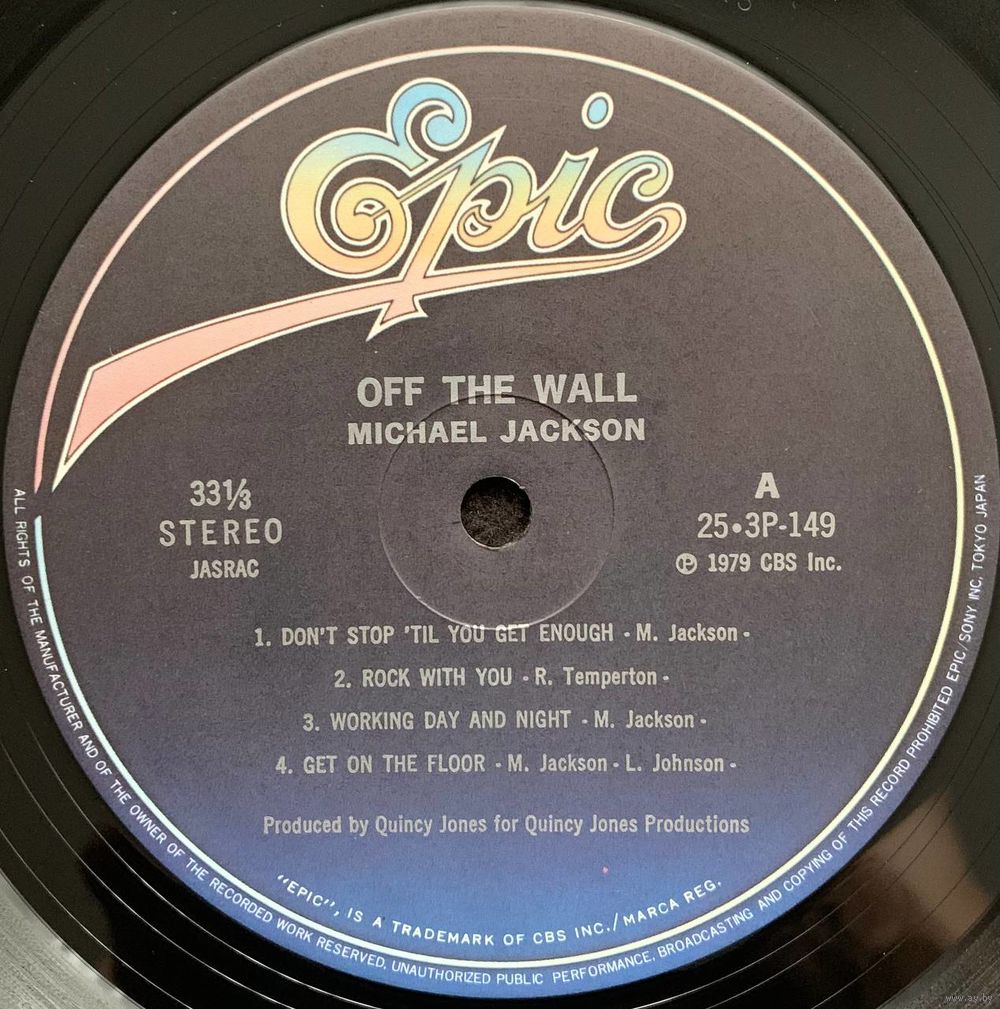 Epic
OFF THE WALL
MICHAEL JACKSON
33⅓
STEREO
JASRAC
A
25•3P-149
℗ 1979 CBS Inc.
1. DON'T STOP 'TIL YOU GET ENOUGH - M. Jackson -
2. ROCK WITH YOU - R. Temperton -
3. WORKING DAY AND NIGHT - M. Jackson -
4. GET ON THE FLOOR - M. Jackson - L. Johnson -
Produced by Quincy Jones for Quincy Jones Productions
"EPIC", IS A TRADEMARK OF CBS INC./MARCA REG.
ALL RIGHTS OF THE MANUFACTURER AND OF THE OWNER OF THE RECORDED WORK RESERVED. UNAUTHORIZED PUBLIC PERFORMANCE, BROADCASTING AND COPYING OF THIS RECORD PROHIBITED EPIC/SONY INC. TOKYO JAPAN
www.ay.by